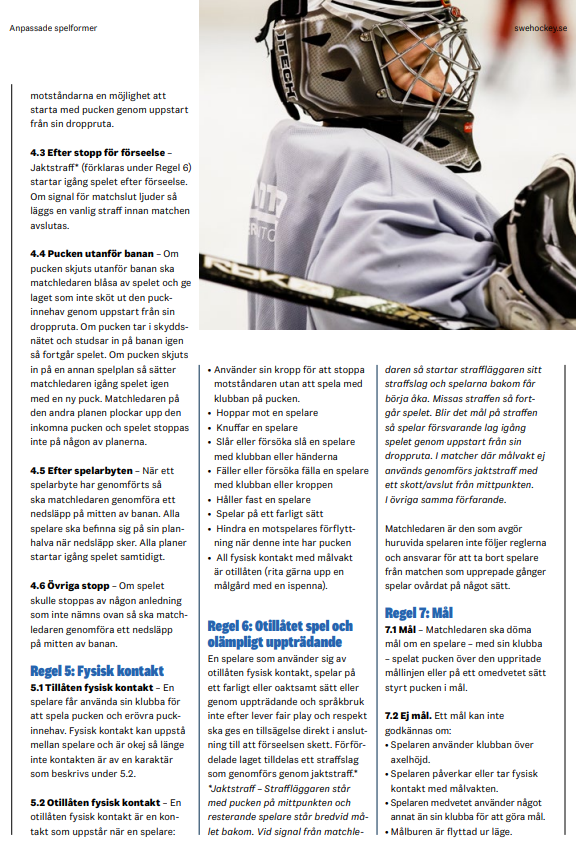 Anpassade spelformer
swehockey.se
motståndarna en möjlighet att
starta med pucken genom uppstart
från sin droppruta.
4.3 Efter stopp för förseelse –
Jaktstraff* (förklaras under Regel 6)
startar igång spelet efter förseelse.
Om signal för matchslut ljuder så
läggs en vanlig straff innan matchen
avslutas.
4.4 Pucken utanför banan – Om
pucken skjuts utanför banan ska
matchledaren blåsa av spelet och ge
laget som inte sköt ut den puck-
innehav genom uppstart från sin
droppruta. Om pucken tar i skydds-
nätet och studsar in på banan igen
så fortgår spelet. Om pucken skjuts
in på en annan spelplan så sätter
matchledaren igång spelet igen
med en ny puck. Matchledaren på
den andra planen plockar upp den
inkomna pucken och spelet stoppas
inte på någon av planerna.
4.5 Efter spelarbyten – När ett
spelarbyte har genomförts så
ska matchledaren genomföra ett
nedsläpp på mitten av banan. Alla
spelare ska befinna sig på sin plan-
halva när nedsläpp sker. Alla planer
startar igång spelet samtidigt.
4.6 Övriga stopp – Om spelet
skulle stoppas av någon anledning
som inte nämns ovan så ska match-
ledaren genomföra ett nedsläpp
på mitten av banan.
Regel 5: Fysisk kontakt
5.1 Tillåten fysisk kontakt – En
spelare får använda sin klubba för
att spela pucken och erövra puck-
innehav. Fysisk kontakt kan uppstå
mellan spelare och är okej så länge
inte kontakten är av en karaktär
som beskrivs under 5.2.
5.2 Otillåten fysisk kontakt – En
otillåten fysisk kontakt är en kon-
takt som uppstår när en spelare:
• Använder sin kropp för att stoppa
motståndaren utan att spela med
klubban på pucken.
• Hoppar mot en spelare
• Knuffar en spelare
• Slår eller försöka slå en spelare
med klubban eller händerna
• Fäller eller försöka fälla en spelare
med klubban eller kroppen
• Håller fast en spelare
• Spelar på ett farligt sätt
• Hindra en motspelares förflytt-
ning när denne inte har pucken
• All fysisk kontakt med målvakt
är otillåten (rita gärna upp en
målgård med en ispenna).
Regel 6: Otillåtet spel och
olämpligt uppträdande
En spelare som använder sig av
otillåten fysisk kontakt, spelar på
ett farligt eller oaktsamt sätt eller
genom uppträdande och språkbruk
inte efter lever fair play och respekt
ska ges en tillsägelse direkt i anslut-
ning till att förseelsen skett. Förför-
delade laget tilldelas ett straffslag
som genomförs genom jaktstraff.*
*Jaktstraff – Straffläggaren står
med pucken på mittpunkten och
resterande spelare står bredvid må-
let bakom. Vid signal från matchle-
daren så startar straffläggaren sitt
straffslag och spelarna bakom får
börja åka. Missas straffen så fort-
går spelet. Blir det mål på straffen
så spelar försvarande lag igång
spelet genom uppstart från sin
droppruta. I matcher där målvakt ej
används genomförs jaktstraff med
ett skott/avslut från mittpunkten.
I övriga samma förfarande.
Matchledaren är den som avgör
huruvida spelaren inte följer reglerna
och ansvarar för att ta bort spelare
från matchen som upprepade gånger
spelar ovårdat på något sätt.
Regel 7: Mål
7.1 Mål – Matchledaren ska döma
mål om en spelare – med sin klubba
– spelat pucken över den uppritade
mållinjen eller på ett omedvetet sätt
styrt pucken i mål.
7.2 Ej mål. Ett mål kan inte
godkännas om:
• Spelaren använder klubban över
axelhöjd.
• Spelaren påverkar eller tar fysisk
kontakt med målvakten.
• Spelaren medvetet använder något
annat än sin klubba för att göra mål.
• Målburen är flyttad ur läge.